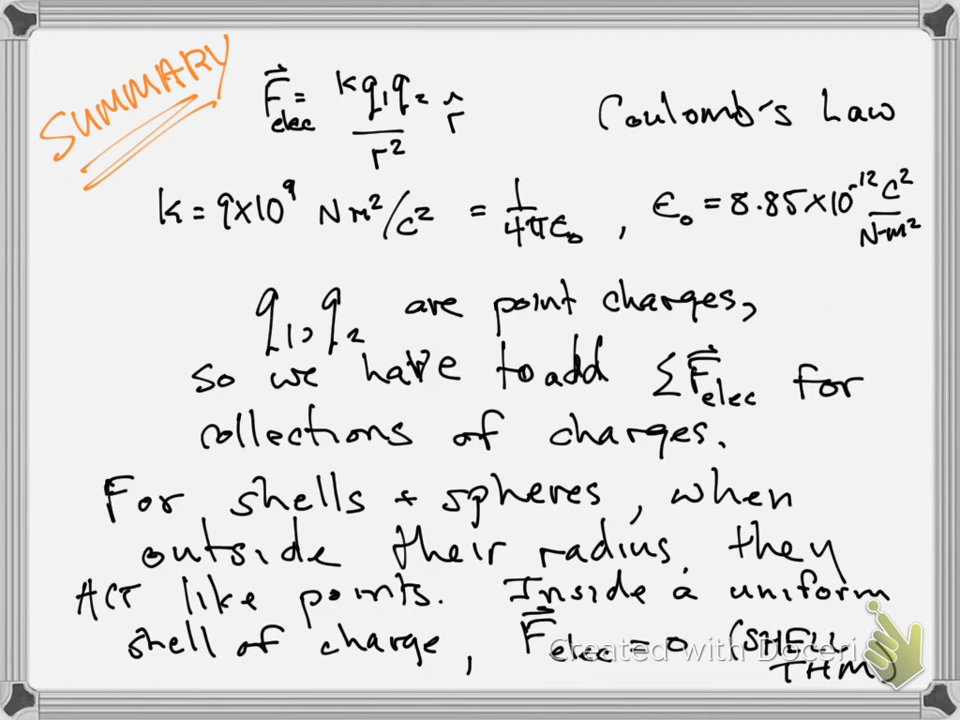 SUMMARY
F⃗elec = kq₁q₂/r² r̂ Coulomb's Law
k = 9×10⁹ N m²/C² = 1/4πε₀ , ε₀ = 8.85×10⁻¹² C²/N-m²
q₁, q₂ are point charges,
so we have to add ΣF⃗elec for
collections of charges.
For shells + spheres, when
outside their radius, they
ACT like points. Inside a uniform
shell of charge, F⃗elec = 0 (SHELL
THM)
Created with Doceri